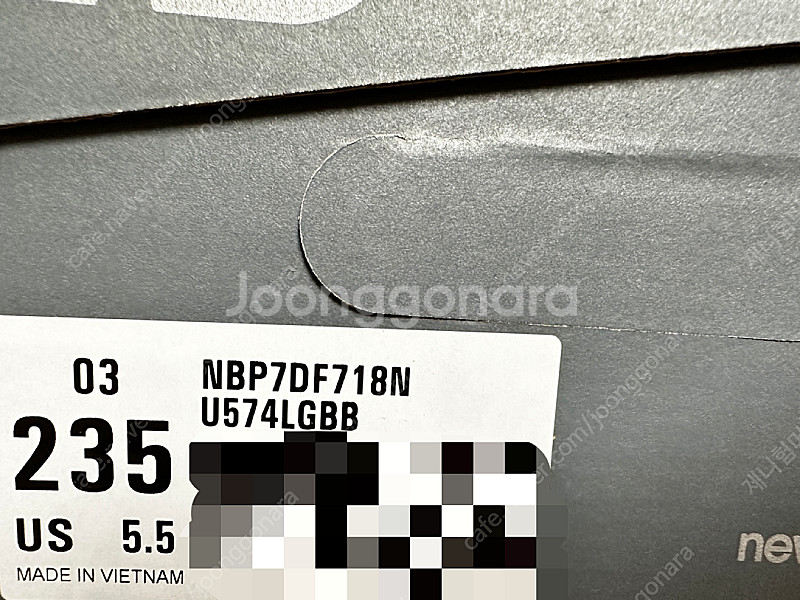 Joonggonara
03
NBP7DF718N
U574LGBB
235
US 5.5
MADE IN VIETNAM
new